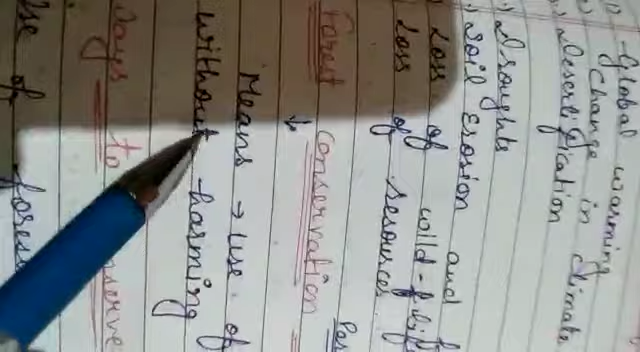 Global warming
change in climate
Desertification
Droughts
Soil Erosion and
Loss of wild-life
Loss of resources.
Forest Conservation =
Means → Use of
without harming
Ways to conserve
Use of forest